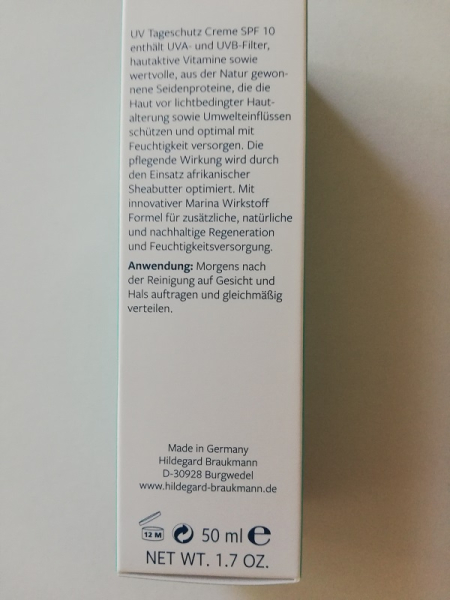 UV Tageschutz Creme SPF 10
enthält UVA- und UVB-Filter,
hautaktive Vitamine sowie
wertvolle, aus der Natur gewon-
nene Seidenproteine, die die
Haut vor lichtbedingter Haut-
alterung sowie Umwelteinflüssen
schützen und optimal mit
Feuchtigkeit versorgen. Die
pflegende Wirkung wird durch
den Einsatz afrikanischer
Sheabutter optimiert. Mit
innovativer Marina Wirkstoff
Formel für zusätzliche, natürliche
und nachhaltige Regeneration
und Feuchtigkeitsversorgung.
Anwendung: Morgens nach
der Reinigung auf Gesicht und
Hals auftragen und gleichmäßig
verteilen.
Made in Germany
Hildegard Braukmann
D-30928 Burgwedel
www.hildegard-braukmann.de
12 M 50 ml e
NET WT. 1.7 OZ.